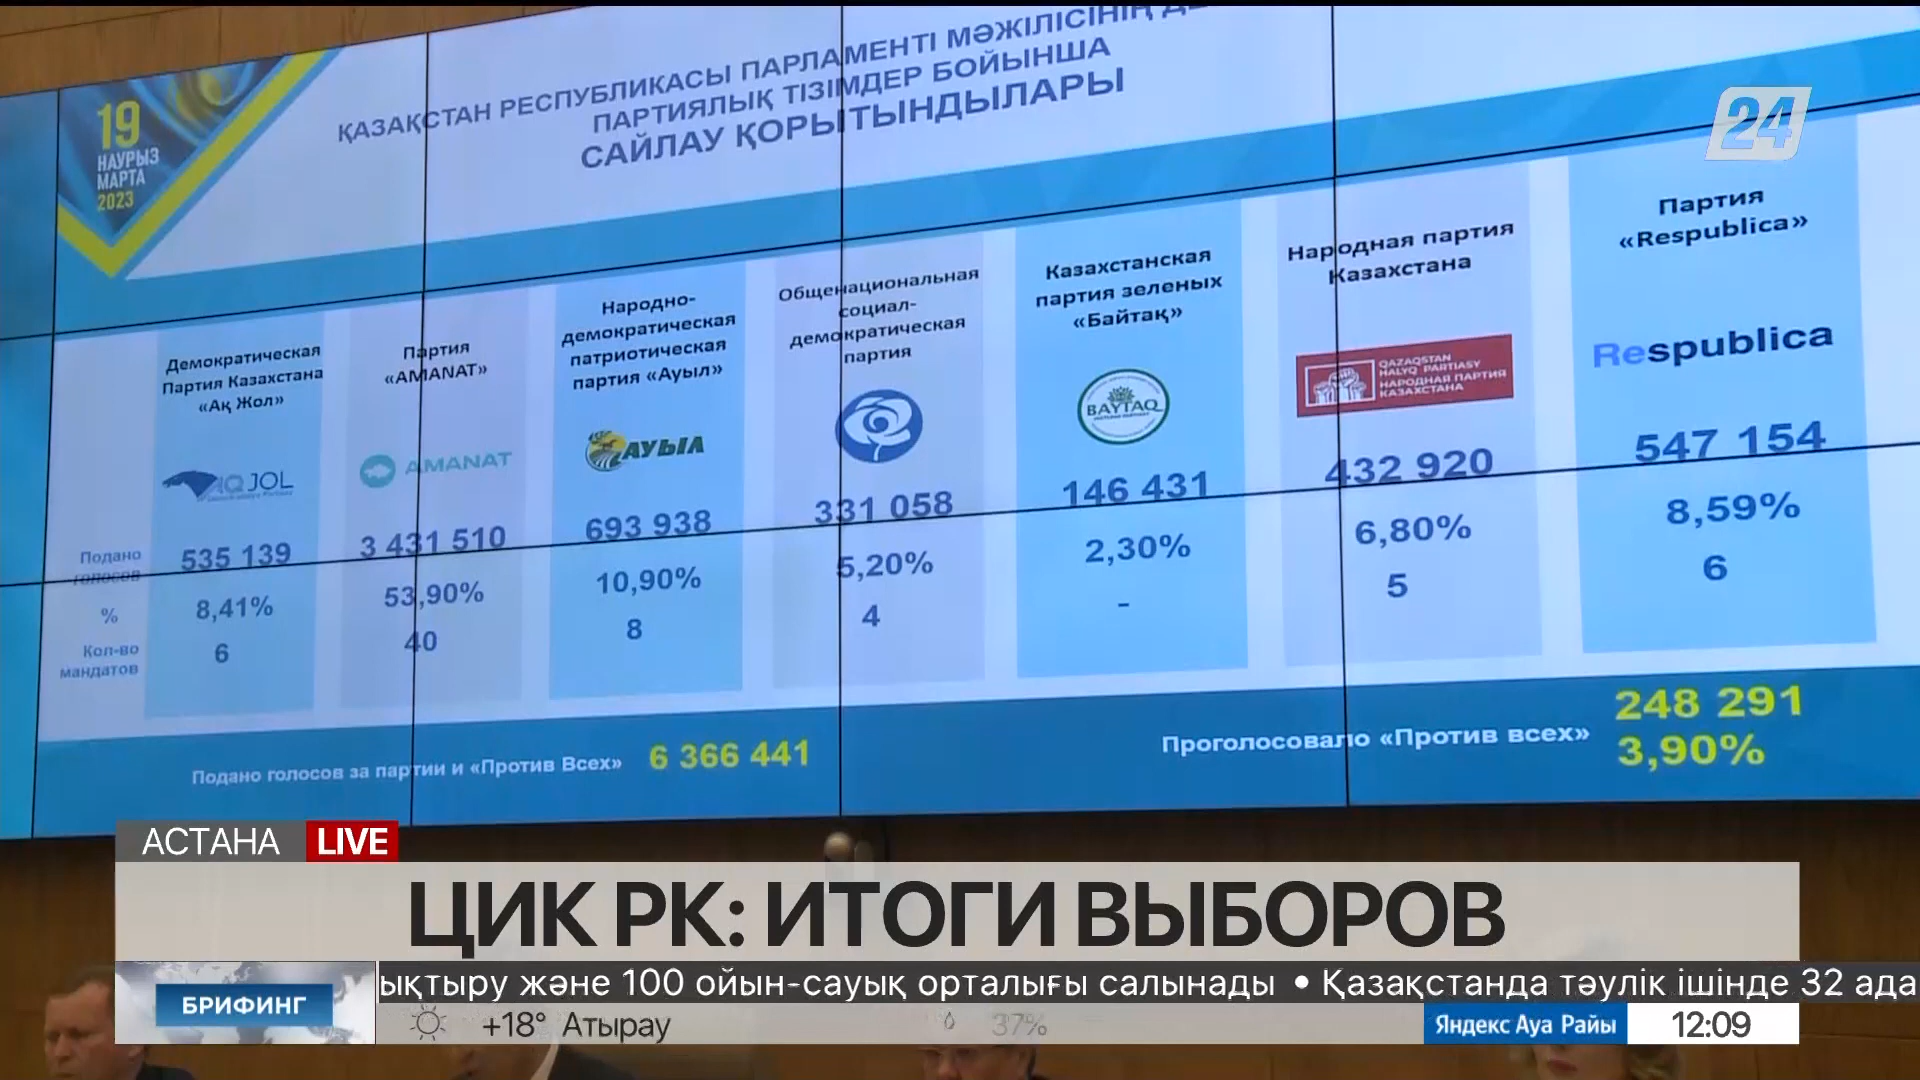 ҚАЗАҚСТАН РЕСПУБЛИКАСЫ ПАРЛАМЕНТІ МӘЖІЛІСІНІҢ
ПАРТИЯЛЫҚ ТІЗІМДЕР БОЙЫНША
САЙЛАУ ҚОРЫТЫНДЫЛАРЫ
19
НАУРЫЗ
МАРТА
2023
24
Демократическая
Партия Казахстана
«Ақ Жол»
AQ JOL
535 139
8,41%
6
Партия
«AMANAT»
AMANAT
3 431 510
53,90%
40
Народно-
демократическая
патриотическая
партия «Ауыл»
АУЫЛ
693 938
10,90%
8
Общенациональная
социал-
демократическая
партия
331 058
5,20%
4
Казахстанская
партия зеленых
«Байтақ»
BAYTAQ
146 431
2,30%
-
Народная партия
Казахстана
QAZAQSTAN
HALYQ PARTIASY
НАРОДНАЯ ПАРТИЯ
КАЗАХСТАНА
432 920
6,80%
5
Партия
«Respublica»
Respublica
547 154
8,59%
6
Подано
голосов
%
Кол-во
мандатов
Подано голосов за партии и «Против Всех» 6 366 441
Проголосовало «Против всех» 248 291
3,90%
АСТАНА LIVE
ЦИК РК: ИТОГИ ВЫБОРОВ
БРИФИНГ
ықтыру және 100 ойын-сауық орталығы салынады • Қазақстанда тәулік ішінде 32 ада
+18° Атырау 37% Яндекс Ауа Райы 12:09